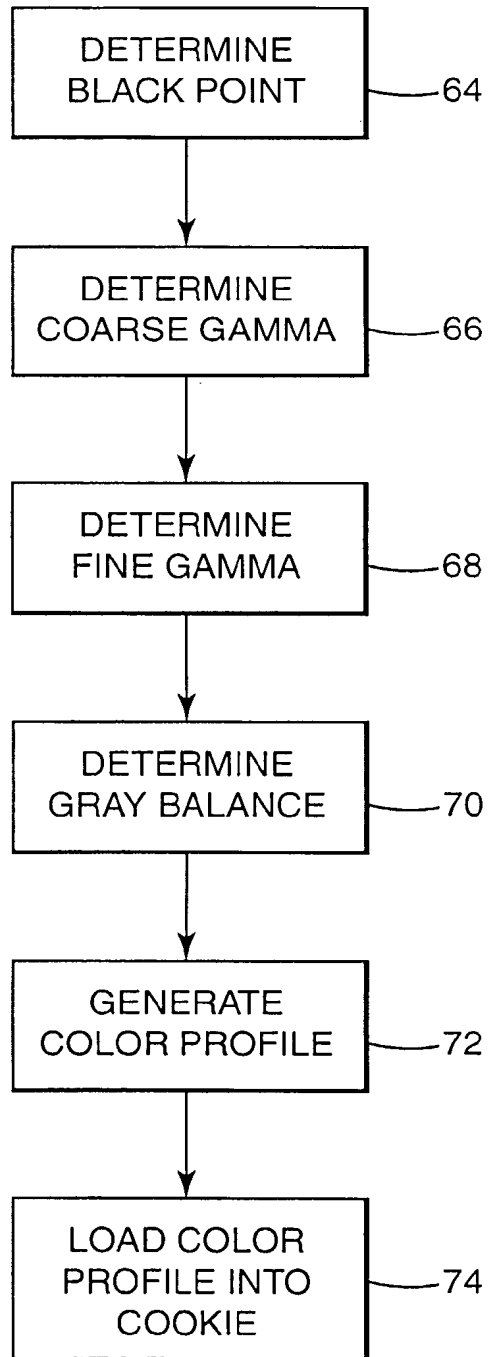 DETERMINE
BLACK POINT
64
DETERMINE
COARSE GAMMA
66
DETERMINE
FINE GAMMA
68
DETERMINE
GRAY BALANCE
70
GENERATE
COLOR PROFILE
72
LOAD COLOR
PROFILE INTO
COOKIE
74